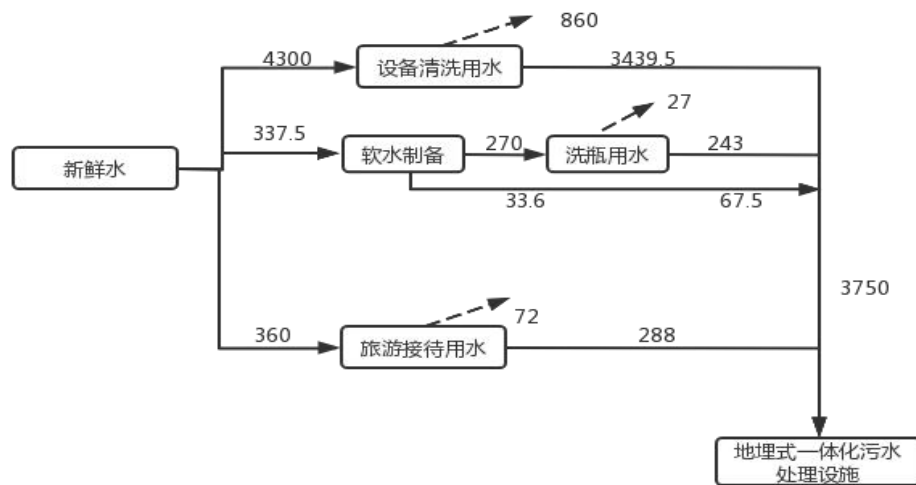 860
4300
设备清洗用水
3439.5
27
337.5
软水制备
270
洗瓶用水
243
新鲜水
33.6
67.5
3750
72
360
旅游接待用水
288
地埋式一体化污水
处理设施